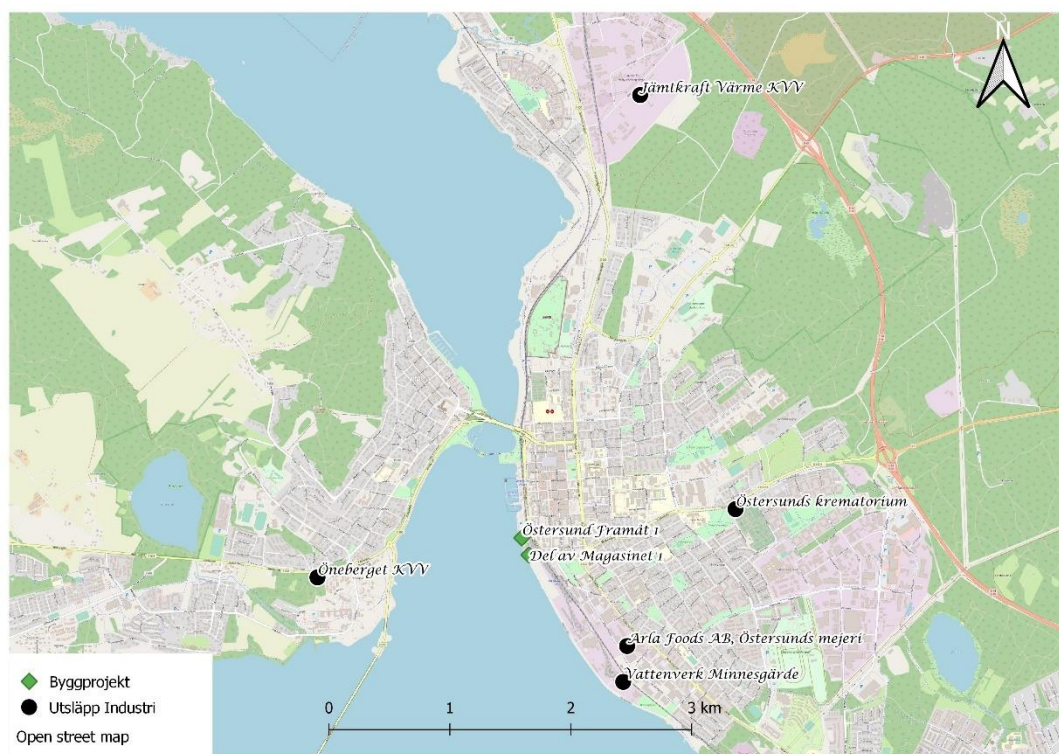 N
Jämtkraft Värme KVV
Östersunds krematorium
Östersund Framåt 1
Del av Magasinet 1
Öneberget KVV
Arla Foods AB, Östersunds mejeri
Vattenverk Minnesgärde
Byggprojekt
Utsläpp Industri
Open street map
0 1 2 3 km